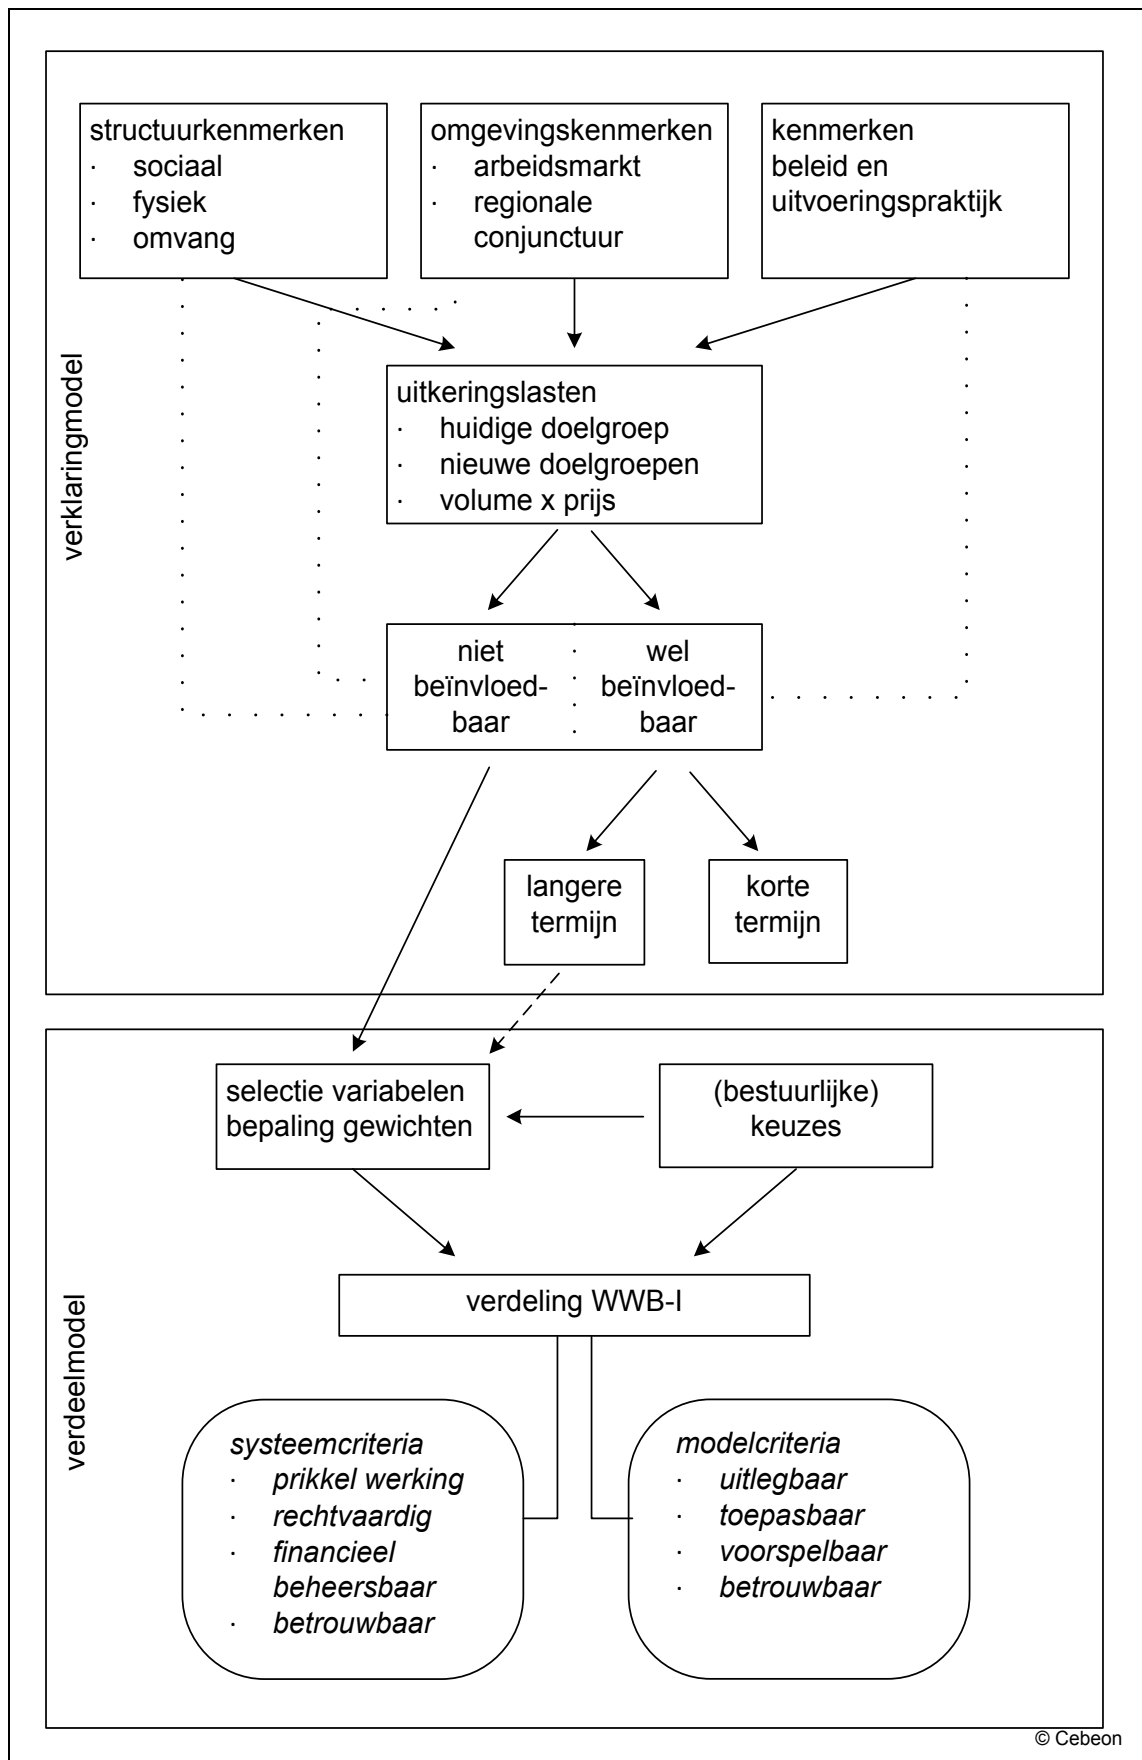 structuurkenmerken
· sociaal
· fysiek
· omvang
omgevingskenmerken
· arbeidsmarkt
· regionale
conjunctuur
kenmerken
beleid en
uitvoeringspraktijk
verklaringmodel
uitkeringslasten
· huidige doelgroep
· nieuwe doelgroepen
· volume x prijs
niet
beïnvloed-
baar
wel
beïnvloed-
baar
langere
termijn
korte
termijn
verdeelmodel
selectie variabelen
bepaling gewichten
(bestuurlijke)
keuzes
verdeling WWB-I
systeemcriteria
· prikkel werking
· rechtvaardig
· financieel
beheersbaar
· betrouwbaar
modelcriteria
· uitlegbaar
· toepasbaar
· voorspelbaar
· betrouwbaar
© Cebeon